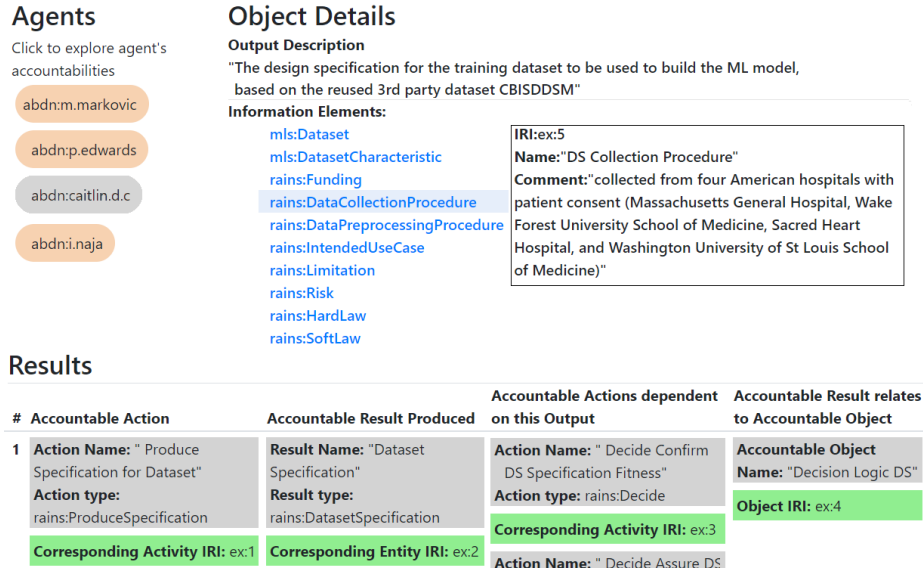 Agents
Click to explore agent's
accountabilities
abdn:m.markovic
abdn:p.edwards
abdn:caitlin.d.c
abdn:i.naja
Object Details
Output Description
"The design specification for the training dataset to be used to build the ML model,
based on the reused 3rd party dataset CBISDDSM"
Information Elements:
mls:Dataset
mls:DatasetCharacteristic
rains:Funding
rains:DataCollectionProcedure
rains:DataPreprocessingProcedure
rains:IntendedUseCase
rains:Limitation
rains:Risk
rains:HardLaw
rains:SoftLaw
IRI:ex:5
Name:"DS Collection Procedure"
Comment:"collected from four American hospitals with
patient consent (Massachusetts General Hospital, Wake
Forest University School of Medicine, Sacred Heart
Hospital, and Washington University of St Louis School
of Medicine)"
Results
# Accountable Action
Accountable Result Produced
Accountable Actions dependent
on this Output
Accountable Result relates
to Accountable Object
1
Action Name: " Produce
Specification for Dataset"
Action type:
rains:ProduceSpecification
Corresponding Activity IRI: ex:1
Result Name: "Dataset
Specification"
Result type:
rains:DatasetSpecification
Corresponding Entity IRI: ex:2
Action Name: " Decide Confirm
DS Specification Fitness"
Action type: rains:Decide
Corresponding Activity IRI: ex:3
Action Name: " Decide Assure DS
Accountable Object
Name: "Decision Logic DS"
Object IRI: ex:4